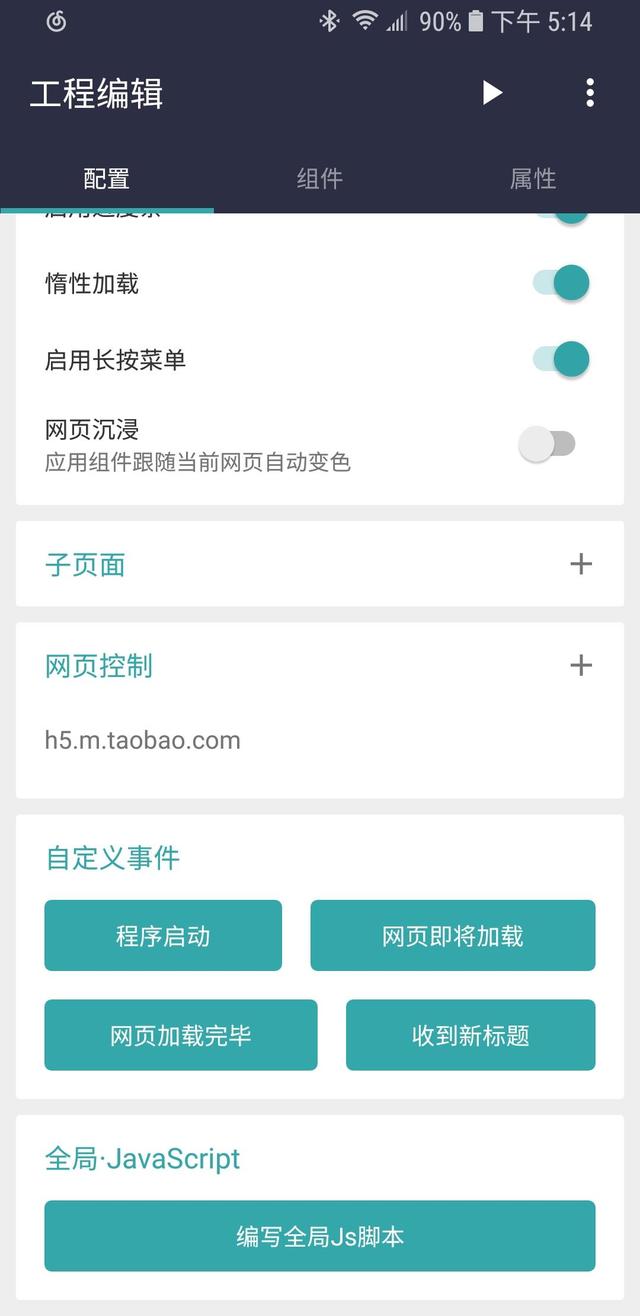 90% 下午 5:14
工程编辑
配置 组件 属性
惰性加载
启用长按菜单
网页沉浸
应用组件跟随当前网页自动变色
子页面
网页控制
h5.m.taobao.com
自定义事件
程序启动 网页即将加载
网页加载完毕 收到新标题
全局·JavaScript
编写全局Js脚本